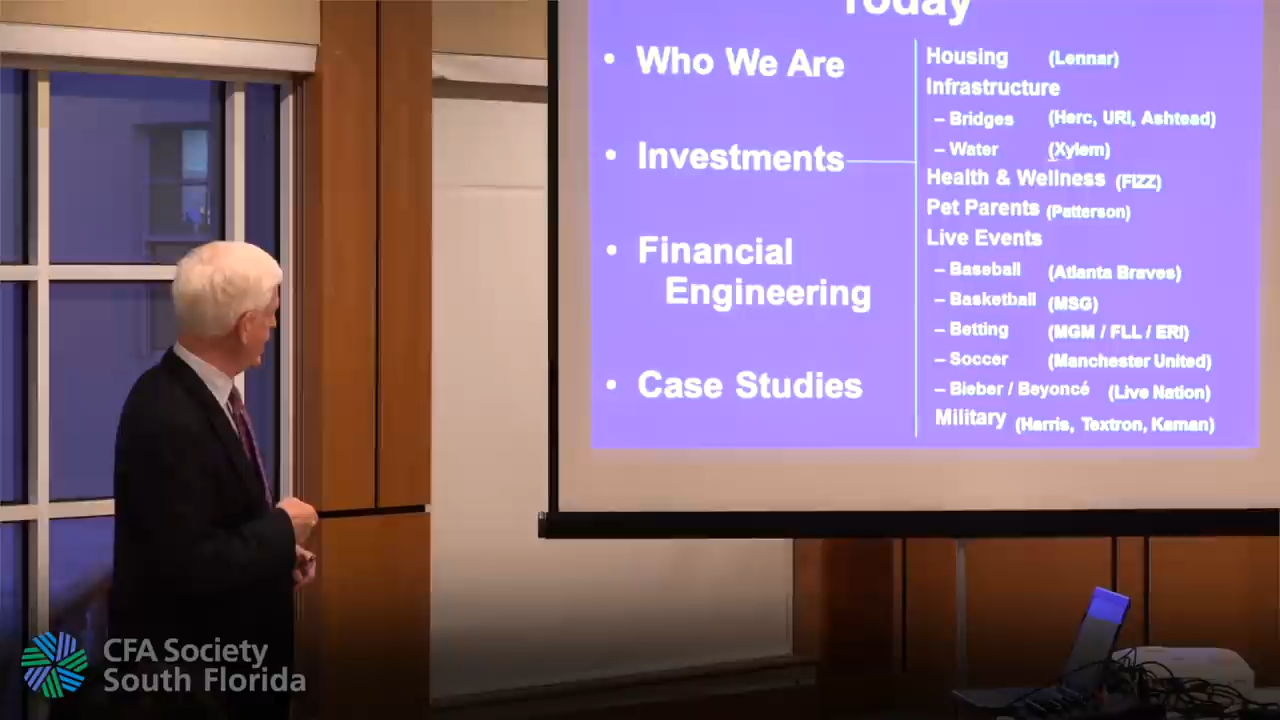 Today
• Who We Are
• Investments
• Financial
Engineering
• Case Studies
Housing (Lennar)
Infrastructure
– Bridges (Herc, URI, Ashtead)
– Water (Xylem)
Health & Wellness (FIZZ)
Pet Parents (Patterson)
Live Events
– Baseball (Atlanta Braves)
– Basketball (MSG)
– Betting (MGM / FLL / ERI)
– Soccer (Manchester United)
– Bieber / Beyoncé (Live Nation)
Military (Harris, Textron, Kaman)
CFA Society
South Florida